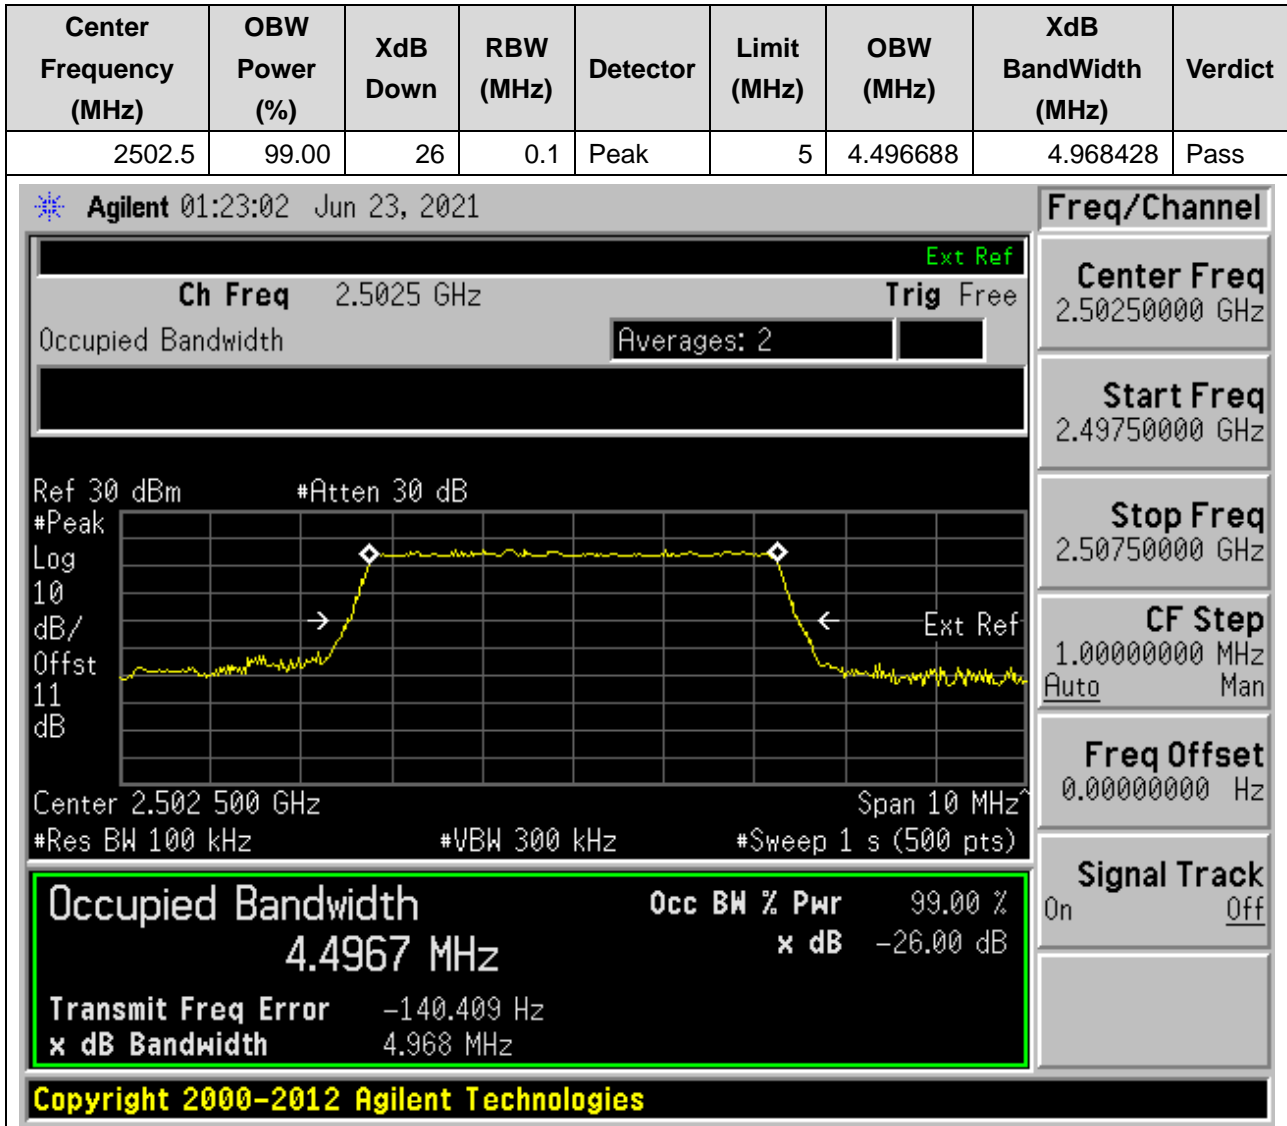 Center Frequency (MHz) OBW Power (%) XdB Down RBW (MHz) Detector Limit (MHz) OBW (MHz) XdB BandWidth (MHz) Verdict
2502.5 99.00 26 0.1 Peak 5 4.496688 4.968428 Pass
Agilent 01:23:02 Jun 23, 2021
Freq/Channel
Ext Ref
Ch Freq 2.5025 GHz Trig Free
Occupied Bandwidth Averages: 2
Center Freq
2.50250000 GHz
Start Freq
2.49750000 GHz
Stop Freq
2.50750000 GHz
CF Step
1.00000000 MHz
Auto Man
Freq Offset
0.00000000 Hz
Signal Track
On Off
Ref 30 dBm #Atten 30 dB
#Peak
Log
10
dB/
Offst
11
dB
Ext Ref
Center 2.502 500 GHz Span 10 MHz^
#Res BW 100 kHz #VBW 300 kHz #Sweep 1 s (500 pts)
Occupied Bandwidth
4.4967 MHz
Occ BW % Pwr 99.00 %
x dB -26.00 dB
Transmit Freq Error -140.409 Hz
x dB Bandwidth 4.968 MHz
Copyright 2000-2012 Agilent Technologies